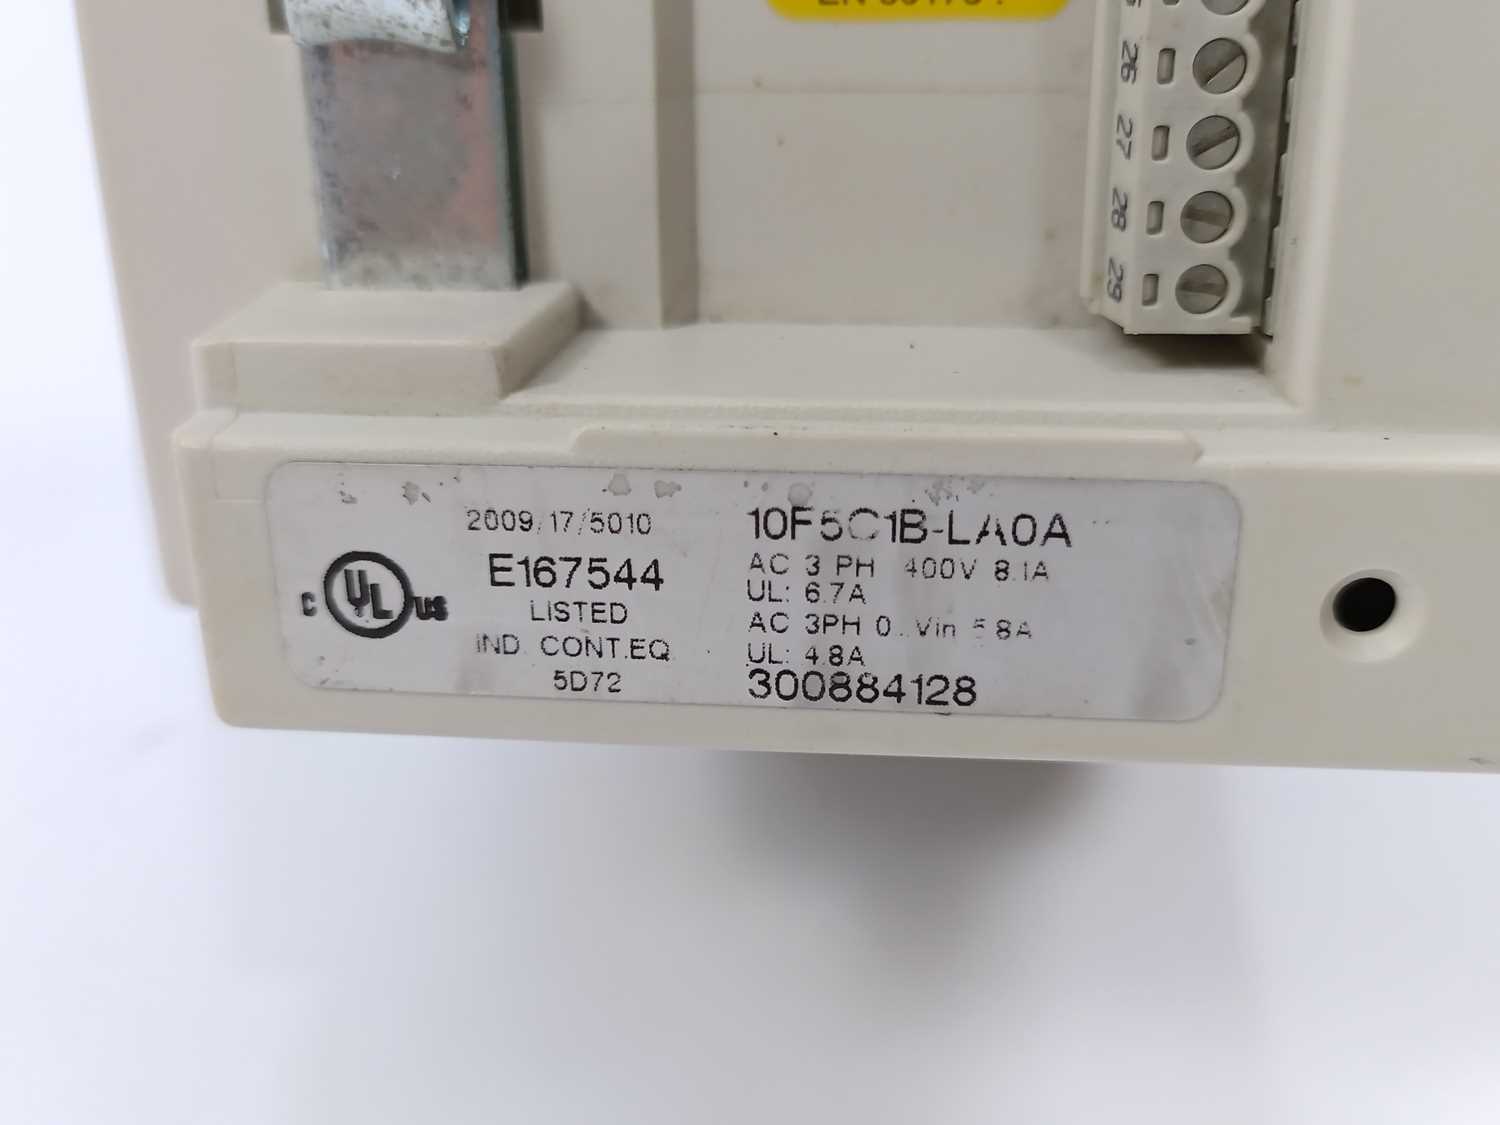 26
27
28
29
2009/17/5010
E167544
LISTED
IND. CONT.EQ
5D72
C UL US
10F5C1B-LA0A
AC 3 PH 400V 8.1A
UL: 6.7A
AC 3PH 0..Vin 5.8A
UL: 4.8A
300884128